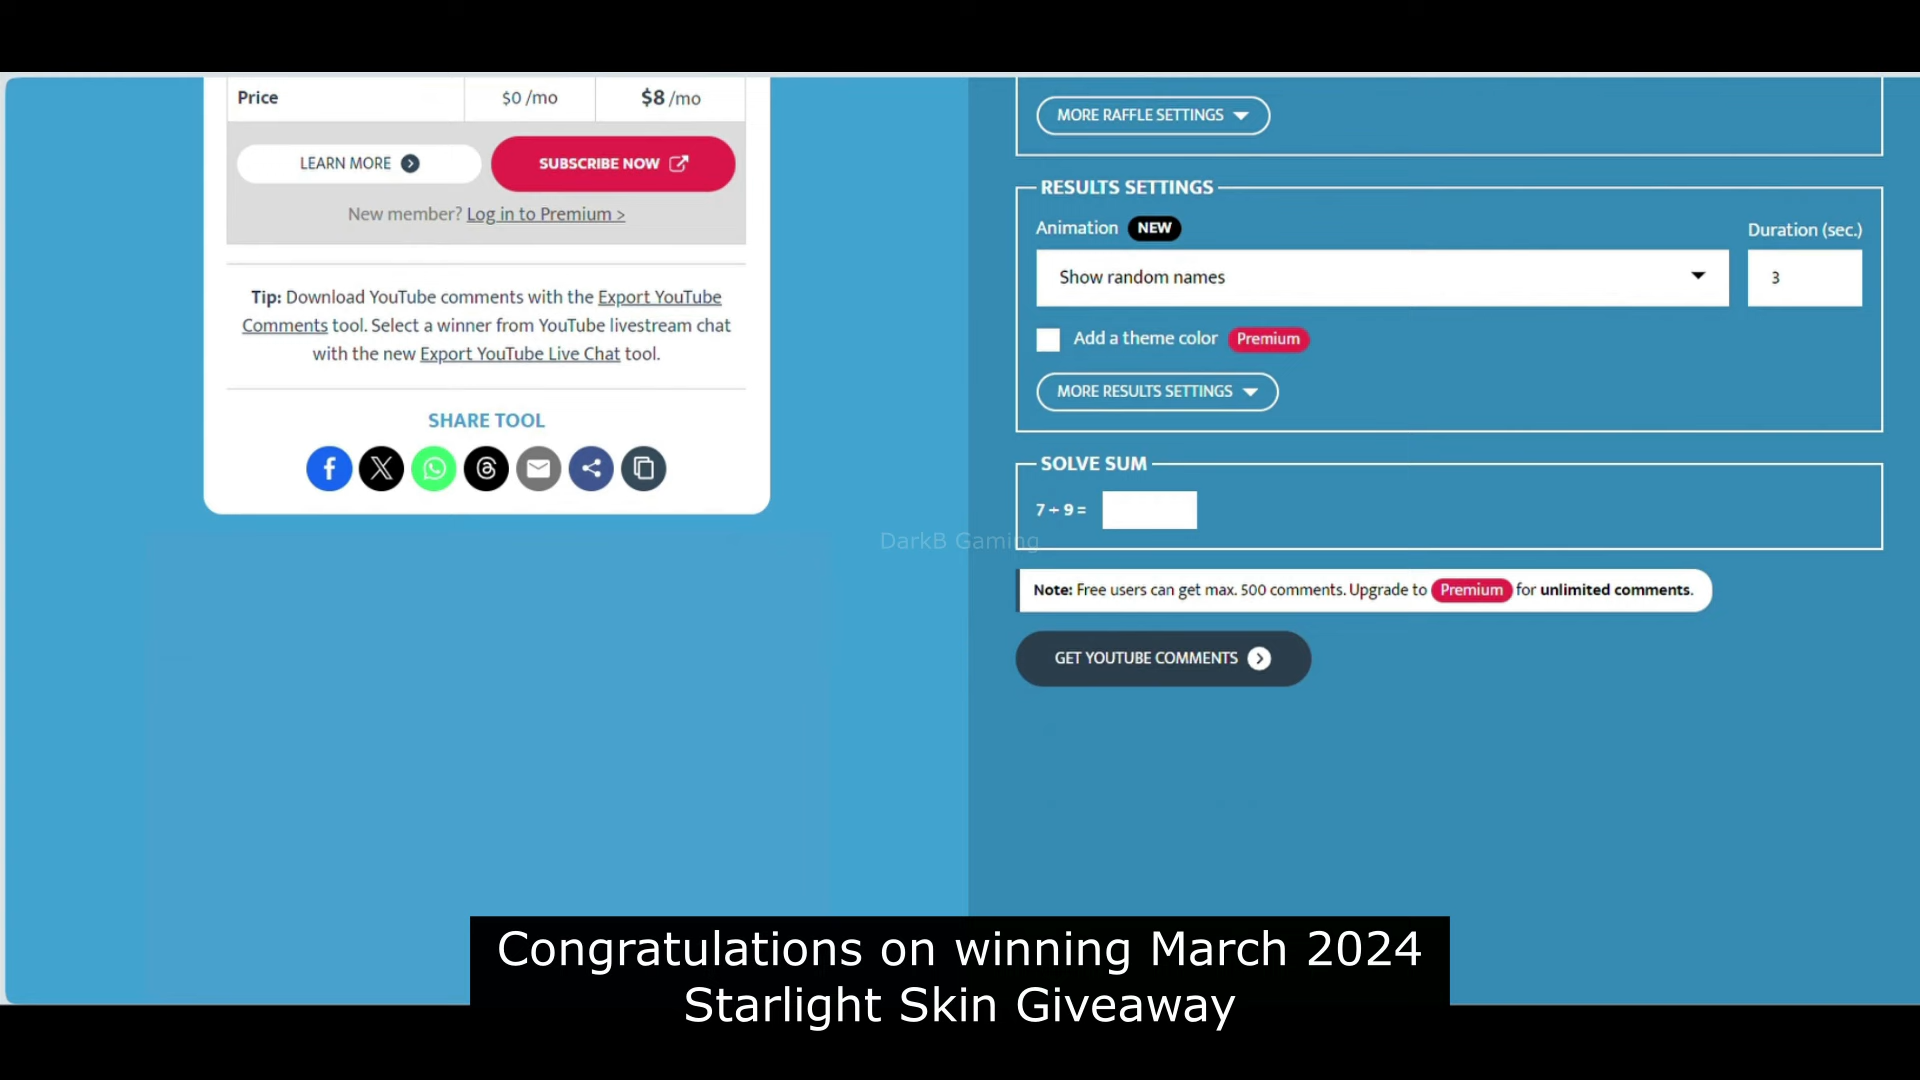 Price $0 /mo $8 /mo
LEARN MORE SUBSCRIBE NOW
New member? Log in to Premium >
Tip: Download YouTube comments with the Export YouTube
Comments tool. Select a winner from YouTube livestream chat
with the new Export YouTube Live Chat tool.
SHARE TOOL
MORE RAFFLE SETTINGS
RESULTS SETTINGS
Animation NEW
Duration (sec.)
Show random names
3
Add a theme color Premium
MORE RESULTS SETTINGS
SOLVE SUM
7 + 9 =
DarkB Gaming
Note: Free users can get max. 500 comments. Upgrade to Premium for unlimited comments.
GET YOUTUBE COMMENTS
Congratulations on winning March 2024
Starlight Skin Giveaway